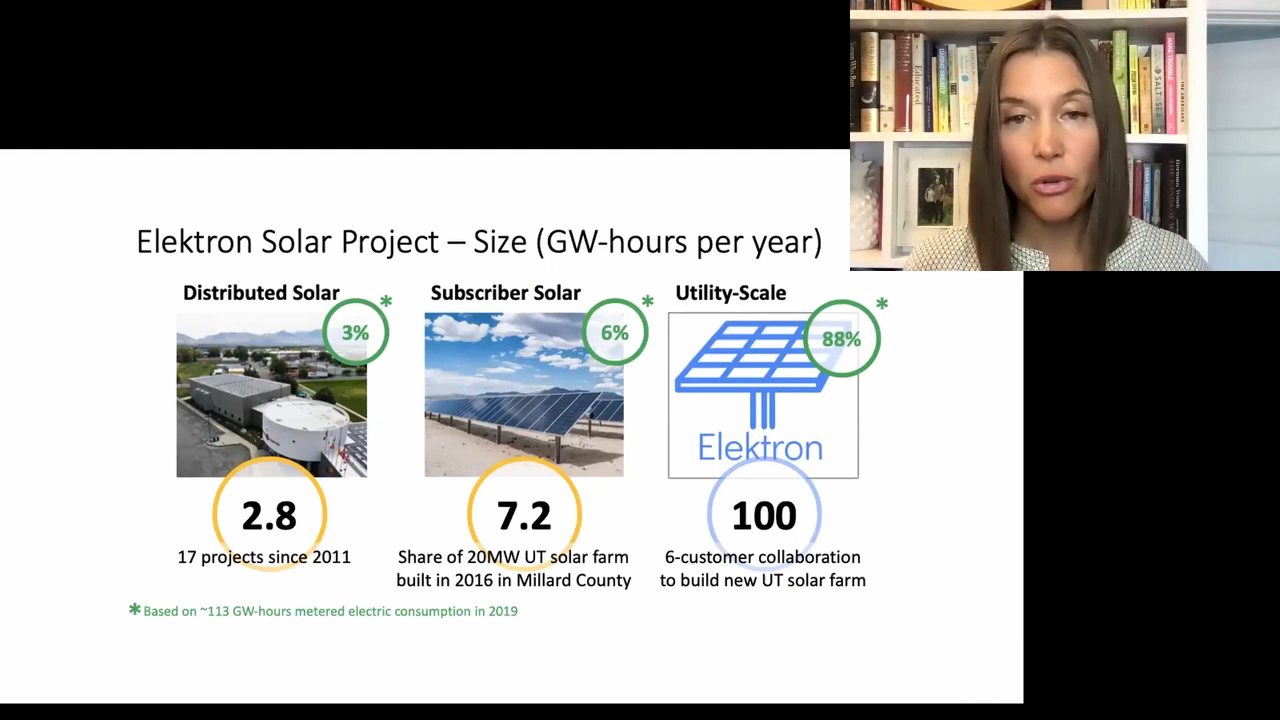 Elektron Solar Project – Size (GW-hours per year)
Distributed Solar
Subscriber Solar
Utility-Scale
3%
*
6%
*
88%
*
Elektron
2.8
7.2
100
17 projects since 2011
Share of 20MW UT solar farm
built in 2016 in Millard County
6-customer collaboration
to build new UT solar farm
* Based on ~113 GW-hours metered electric consumption in 2019
Educated
SALT
SEA